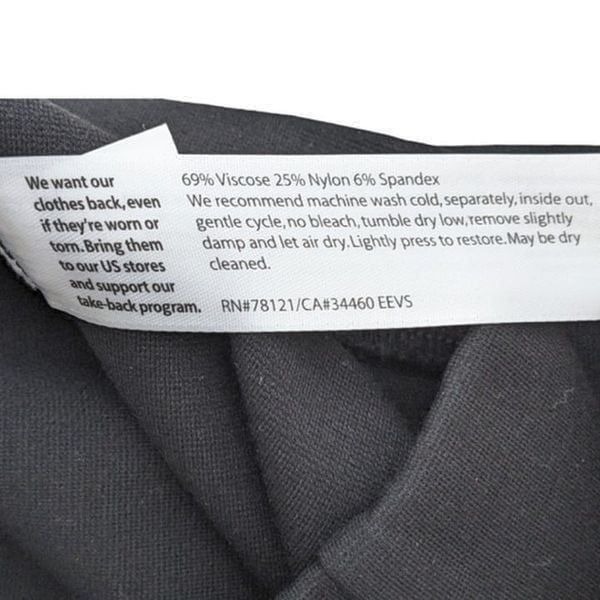 We want our
clothes back, even
if they're worn or
torn. Bring them
to our US stores
and support our
take-back program.
69% Viscose 25% Nylon 6% Spandex
We recommend machine wash cold, separately, inside out,
gentle cycle, no bleach, tumble dry low, remove slightly
damp and let air dry. Lightly press to restore. May be dry
cleaned.
RN#78121/CA#34460 EEVS